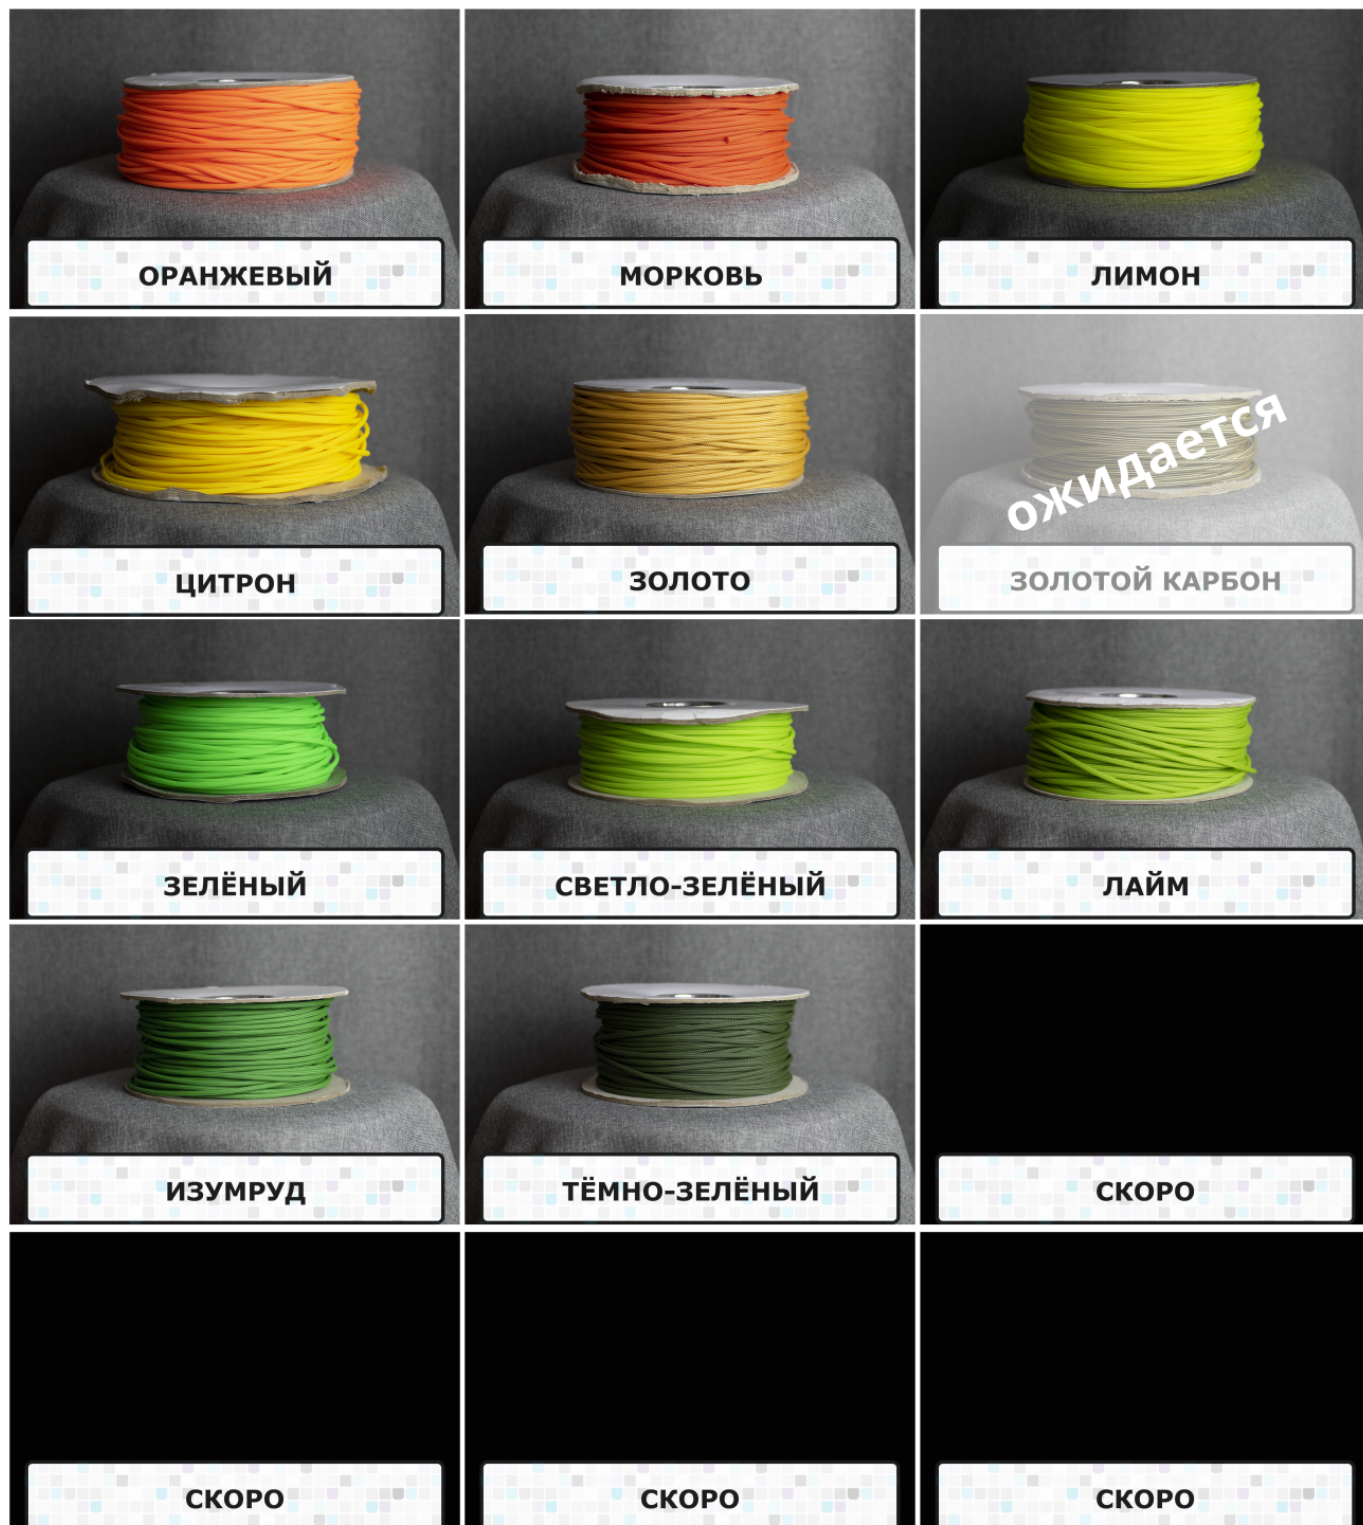 ОРАНЖЕВЫЙ
МОРКОВЬ
ЛИМОН
ЦИТРОН
ЗОЛОТО
ожидается
ЗОЛОТОЙ КАРБОН
ЗЕЛЁНЫЙ
СВЕТЛО-ЗЕЛЁНЫЙ
ЛАЙМ
ИЗУМРУД
ТЁМНО-ЗЕЛЁНЫЙ
СКОРО
СКОРО
СКОРО
СКОРО